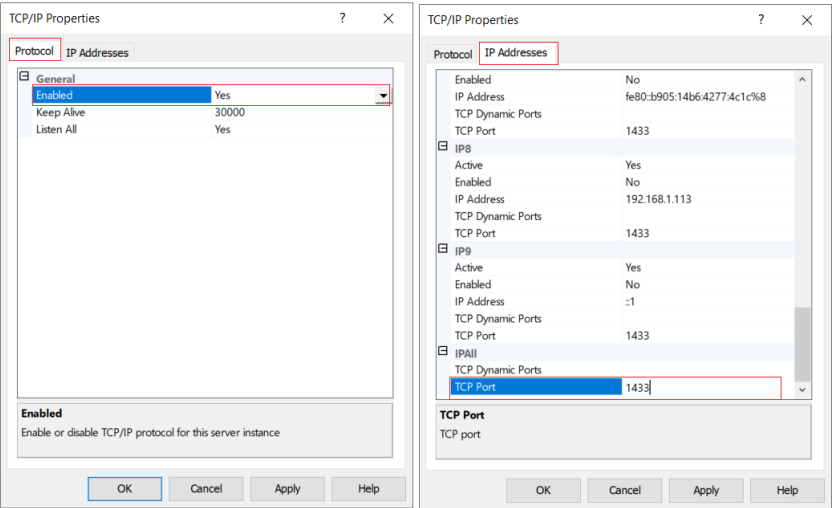 TCP/IP Properties ? ×
Protocol IP Addresses
General
Enabled Yes
Keep Alive 30000
Listen All Yes
Enabled
Enable or disable TCP/IP protocol for this server instance
OK Cancel Apply Help
TCP/IP Properties ? ×
Protocol IP Addresses
Enabled No
IP Address fe80::b905:14b6:4277:4c1c%8
TCP Dynamic Ports
TCP Port 1433
IP8
Active Yes
Enabled No
IP Address 192.168.1.113
TCP Dynamic Ports
TCP Port 1433
IP9
Active Yes
Enabled No
IP Address ::1
TCP Dynamic Ports
TCP Port 1433
IPAll
TCP Dynamic Ports
TCP Port 1433
TCP Port
TCP port
OK Cancel Apply Help